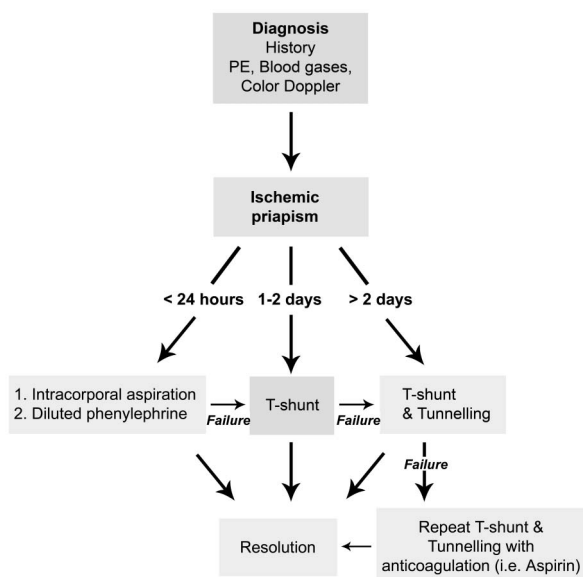 Diagnosis
History
PE, Blood gases,
Color Doppler
Ischemic
priapism
< 24 hours
1-2 days
> 2 days
1. Intracorporal aspiration
2. Diluted phenylephrine
Failure
T-shunt
Failure
T-shunt
& Tunnelling
Failure
Resolution
Repeat T-shunt &
Tunnelling with
anticoagulation (i.e. Aspirin)